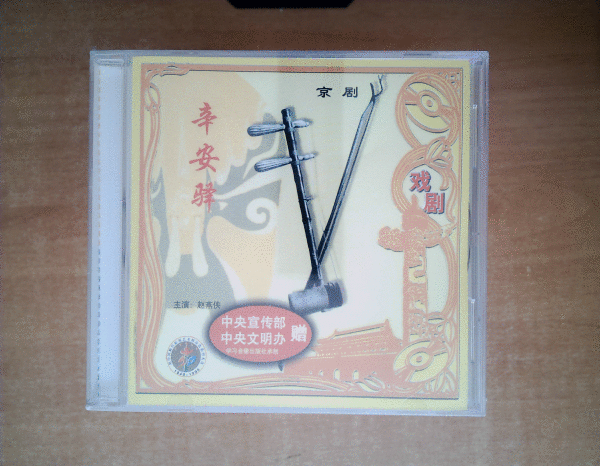 京剧
辛安驿
戏剧
主演：赵燕侠
中央宣传部
中央文明办
赠